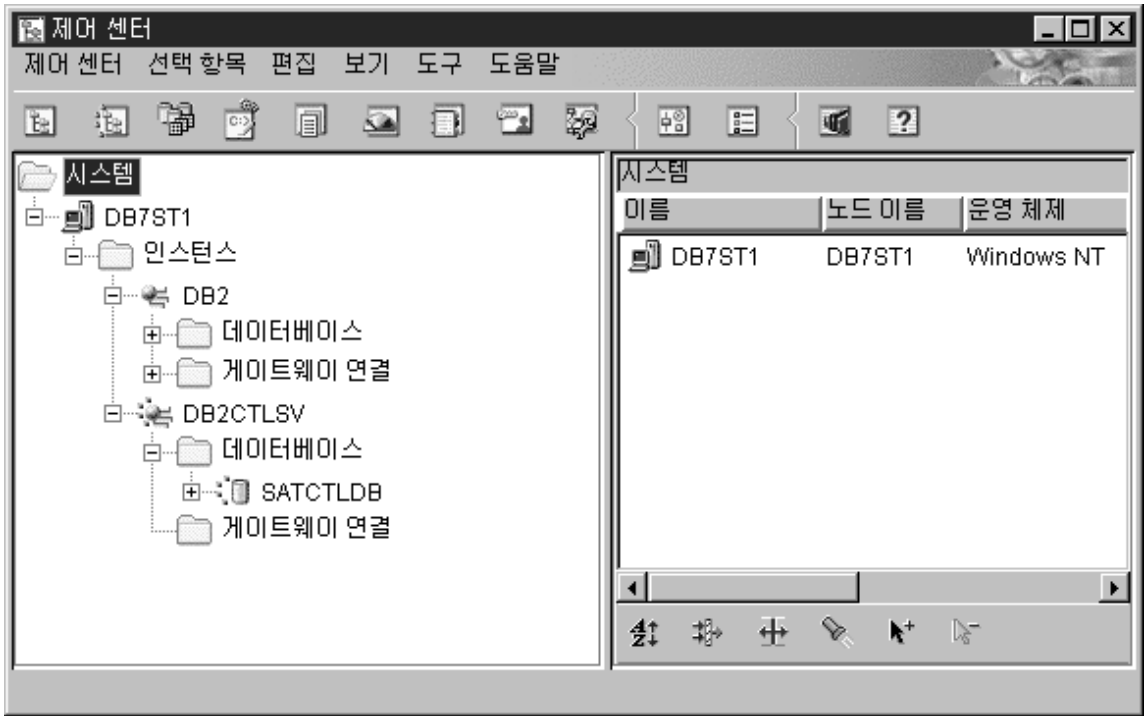 제어 센터
제어 센터 선택 항목 편집 보기 도구 도움말
시스템
DB7ST1
인스턴스
DB2
데이터베이스
게이트웨이 연결
DB2CTLSV
데이터베이스
SATCTLDB
게이트웨이 연결
시스템
이름 노드 이름 운영 체제
DB7ST1 DB7ST1 Windows NT